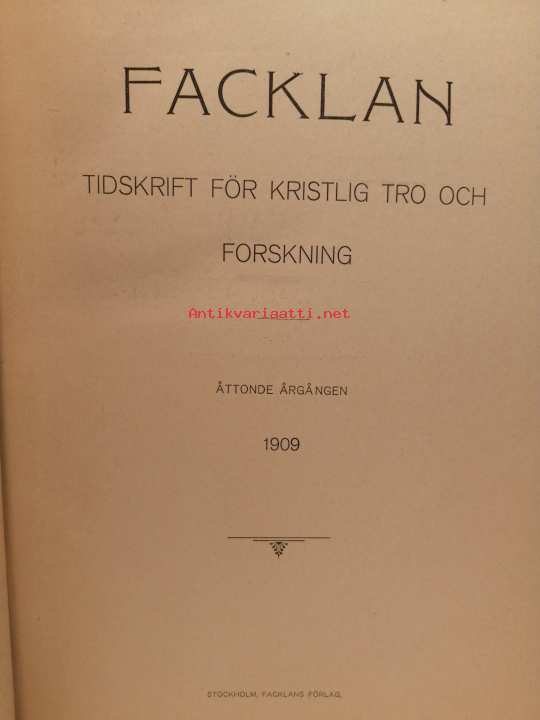 FACKLAN
TIDSKRIFT FÖR KRISTLIG TRO OCH
FORSKNING
Antikvariaatti.net
ÅTTONDE ÅRGÅNGEN
1909
STOCKHOLM, FACKLANS FÖRLAG.